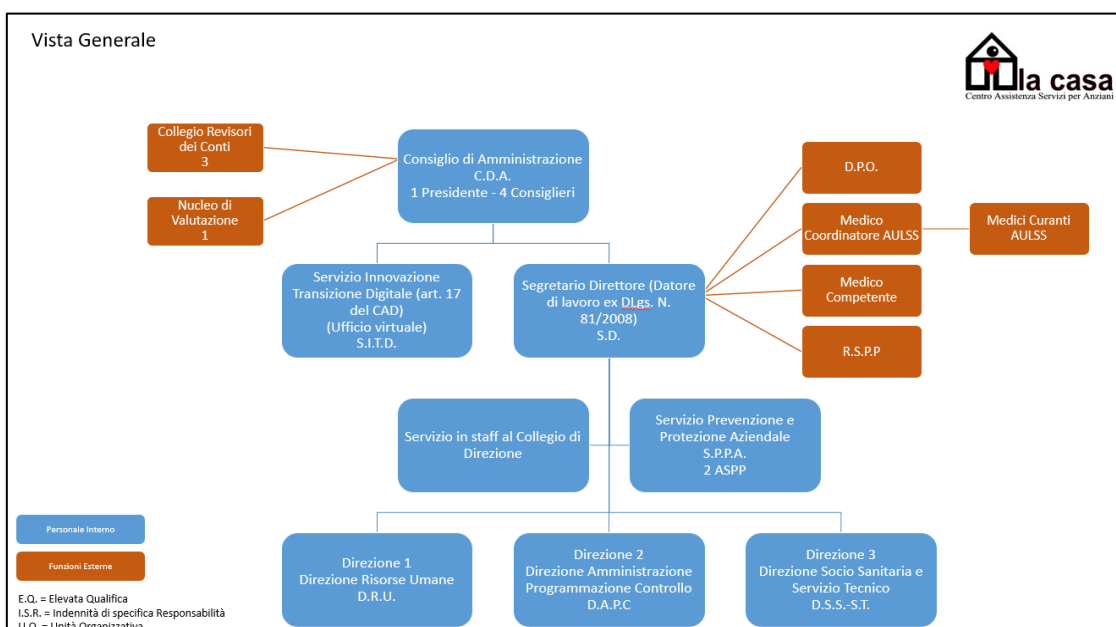 Vista Generale
la casa
Centro Assistenza Servizi per Anziani
Collegio Revisori
dei Conti
3
Nucleo di
Valutazione
1
Consiglio di Amministrazione
C.D.A.
1 Presidente - 4 Consiglieri
D.P.O.
Medico
Coordinatore AULSS
Medici Curanti
AULSS
Medico
Competente
R.S.P.P
Servizio Innovazione
Transizione Digitale (art. 17
del CAD)
(Ufficio virtuale)
S.I.T.D.
Segretario Direttore (Datore
di lavoro ex DLgs. N.
81/2008)
S.D.
Servizio in staff al Collegio di
Direzione
Servizio Prevenzione e
Protezione Aziendale
S.P.P.A.
2 ASPP
Direzione 1
Direzione Risorse Umane
D.R.U.
Direzione 2
Direzione Amministrazione
Programmazione Controllo
D.A.P.C
Direzione 3
Direzione Socio Sanitaria e
Servizio Tecnico
D.S.S.-S.T.
Personale Interno
Funzioni Esterne
E.Q. = Elevata Qualifica
I.S.R. = Indennità di specifica Responsabilità
U.O. = Unità Organizzativa